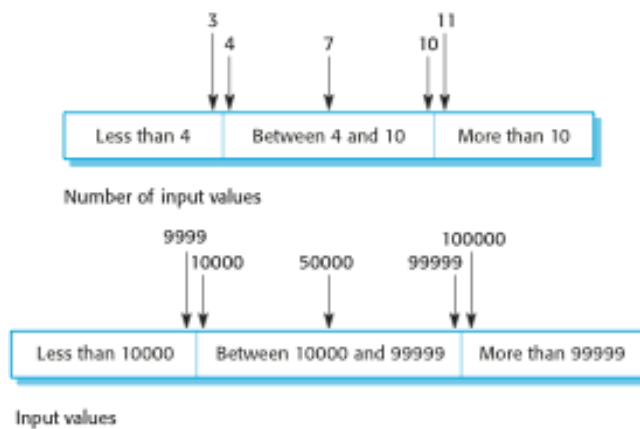 3 11
4 7 10
Less than 4 Between 4 and 10 More than 10
Number of input values
9999 100000
10000 50000 99999
Less than 10000 Between 10000 and 99999 More than 99999
Input values